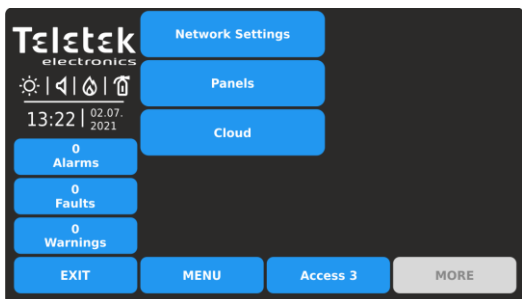 Teletek
electronics
13:22
02.07.
2021
0
Alarms
0
Faults
0
Warnings
Network Settings
Panels
Cloud
EXIT
MENU
Access 3
MORE